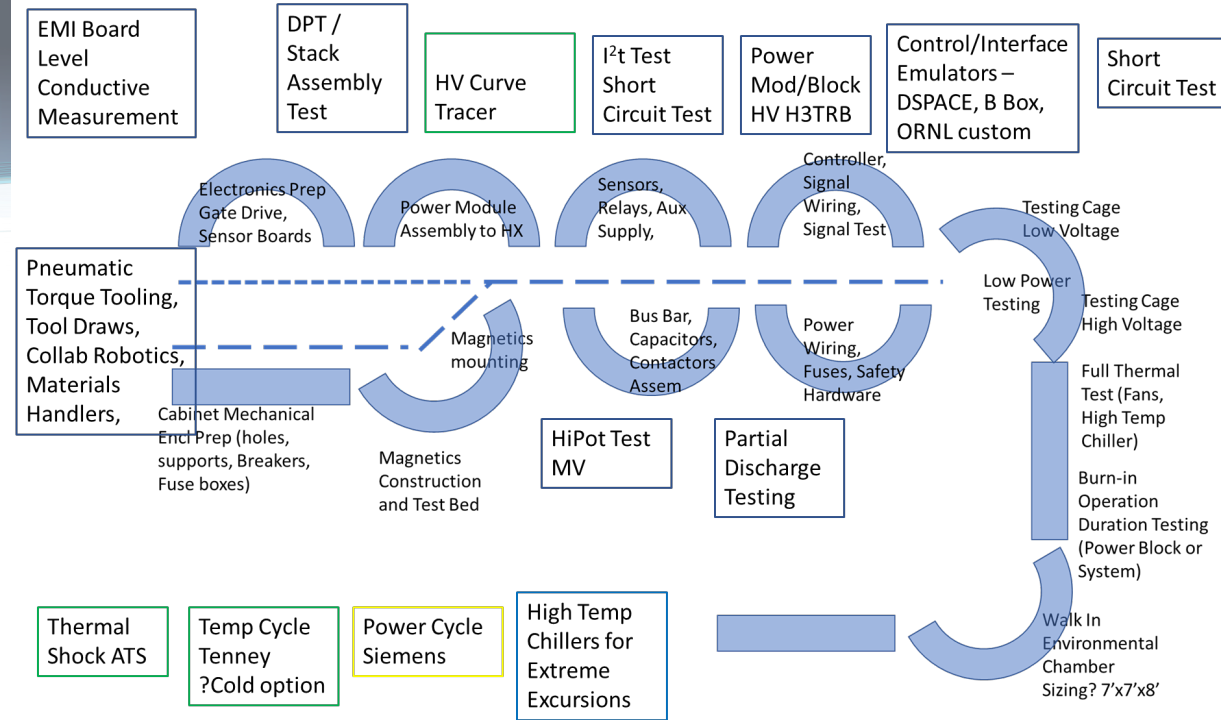 EMI Board
Level
Conductive
Measurement
DPT /
Stack
Assembly
Test
HV Curve
Tracer
I²t Test
Short
Circuit Test
Power
Mod/Block
HV H3TRB
Control/Interface
Emulators –
DSPACE, B Box,
ORNL custom
Short
Circuit Test
Electronics Prep
Gate Drive,
Sensor Boards
Power Module
Assembly to HX
Sensors,
Relays, Aux
Supply,
Controller,
Signal
Wiring,
Signal Test
Testing Cage
Low Voltage
Low Power
Testing
Testing Cage
High Voltage
Pneumatic
Torque Tooling,
Tool Draws,
Collab Robotics,
Materials
Handlers,
Magnetics
mounting
Bus Bar,
Capacitors,
Contactors
Assem
Power
Wiring,
Fuses, Safety
Hardware
Full Thermal
Test (Fans,
High Temp
Chiller)
Cabinet Mechanical
Encl Prep (holes,
supports, Breakers,
Fuse boxes)
Magnetics
Construction
and Test Bed
HiPot Test
MV
Partial
Discharge
Testing
Burn-in
Operation
Duration Testing
(Power Block or
System)
Thermal
Shock ATS
Temp Cycle
Tenney
?Cold option
Power Cycle
Siemens
High Temp
Chillers for
Extreme
Excursions
Walk In
Environmental
Chamber
Sizing? 7’x7’x8’